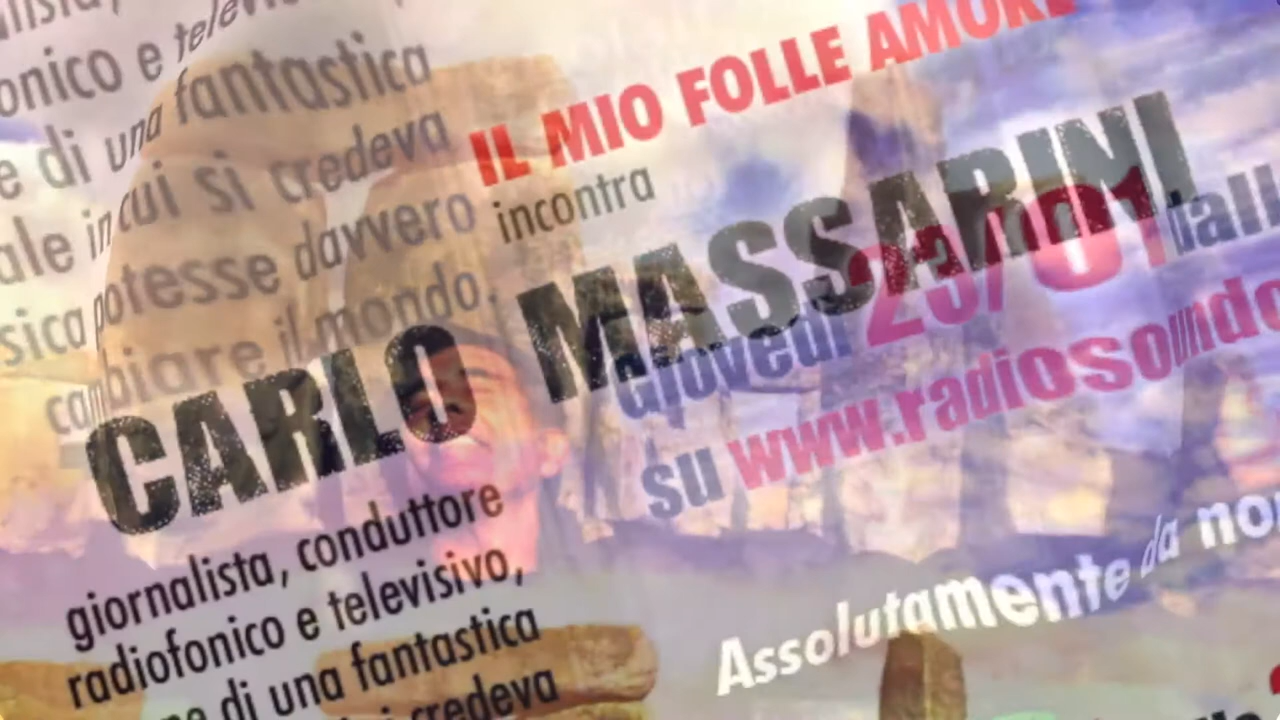 onico e
di una fantastica
ale in cui si credeva
sica potesse davvero
cambiare il mondo.
IL MIO FOLLE AMORE
incontra
CARLO MASSARINI
giovedì 23/01
su www.radiosound
giornalista, conduttore
radiofonico e televisivo,
di una fantastica
si credeva
Assolutamente da non